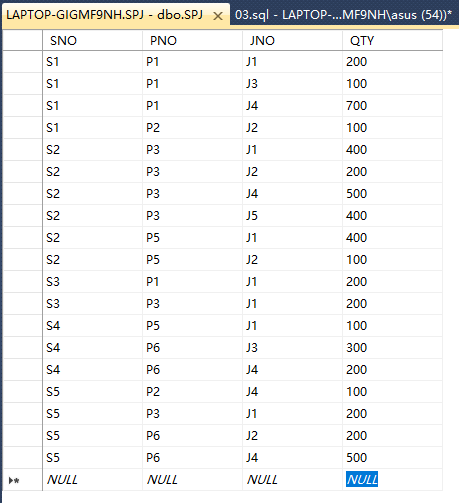 LAPTOP-GIGMF9NH.SPJ - dbo.SPJ 03.sql - LAPTOP-...MF9NH\asus (54))*
SNO PNO JNO QTY
S1 P1 J1 200
S1 P1 J3 100
S1 P1 J4 700
S1 P2 J2 100
S2 P3 J1 400
S2 P3 J2 200
S2 P3 J4 500
S2 P3 J5 400
S2 P5 J1 400
S2 P5 J2 100
S3 P1 J1 200
S3 P3 J1 200
S4 P5 J1 100
S4 P6 J3 300
S4 P6 J4 200
S5 P2 J4 100
S5 P3 J1 200
S5 P6 J2 200
S5 P6 J4 500
NULL NULL NULL NULL